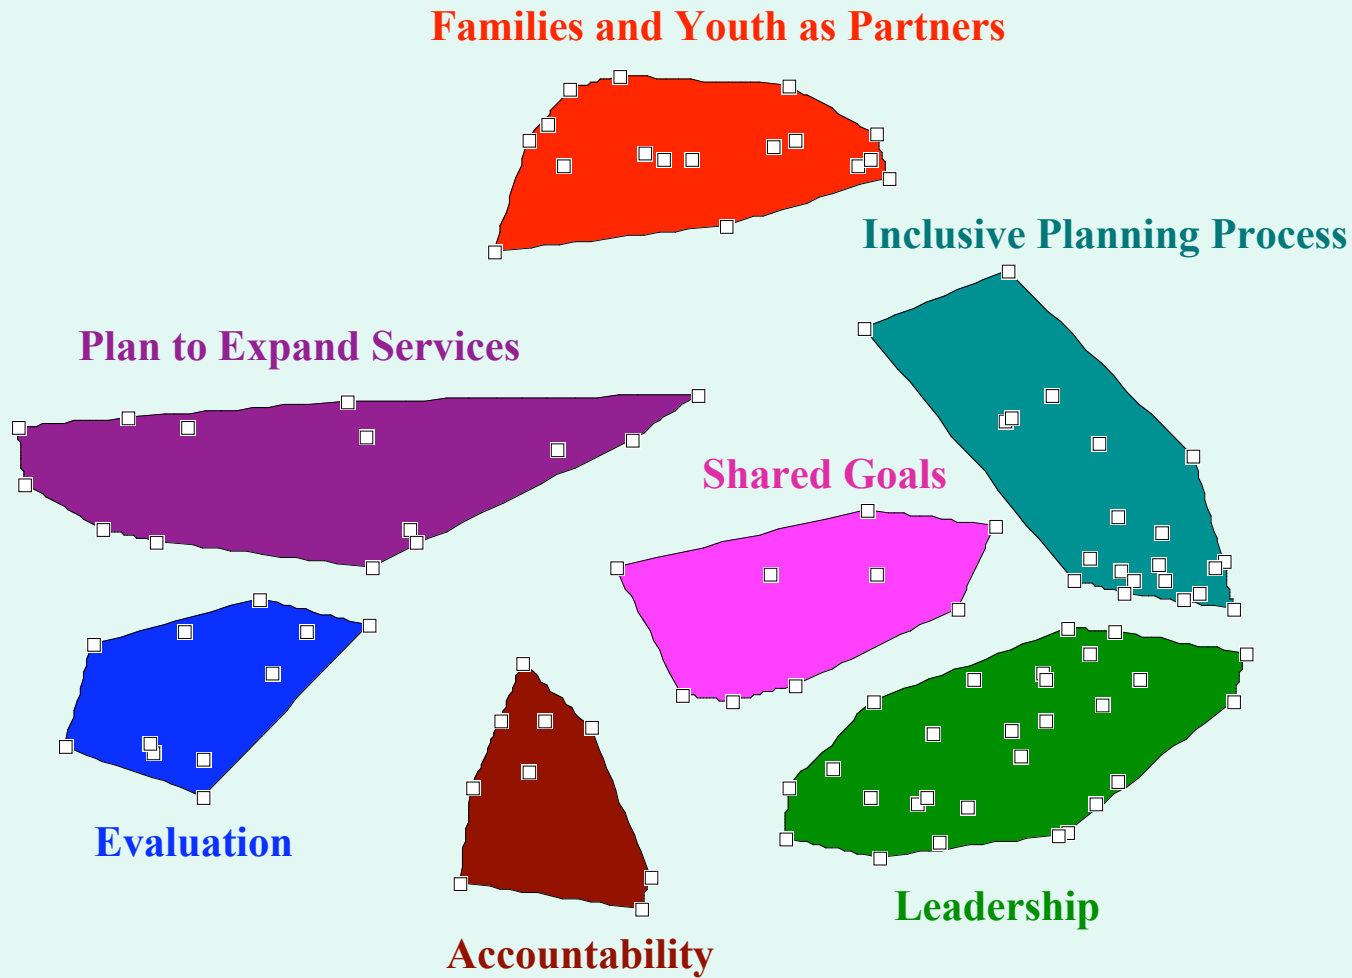 Families and Youth as Partners
Inclusive Planning Process
Plan to Expand Services
Shared Goals
Evaluation
Leadership
Accountability